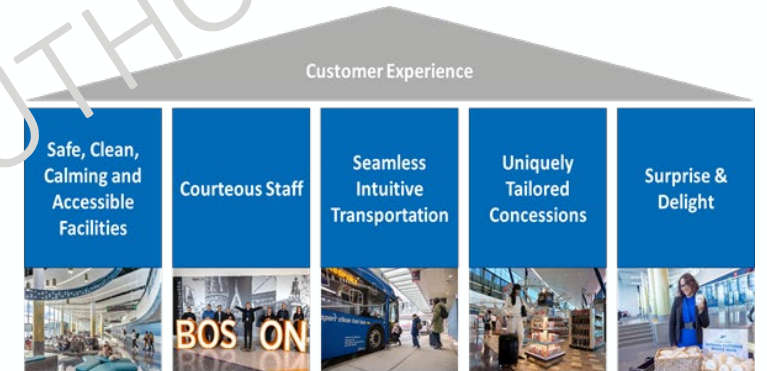 Customer Experience
Safe, Clean,
Calming and
Accessible
Facilities
Courteous Staff
Seamless
Intuitive
Transportation
Uniquely
Tailored
Concessions
Surprise &
Delight
BOS ON